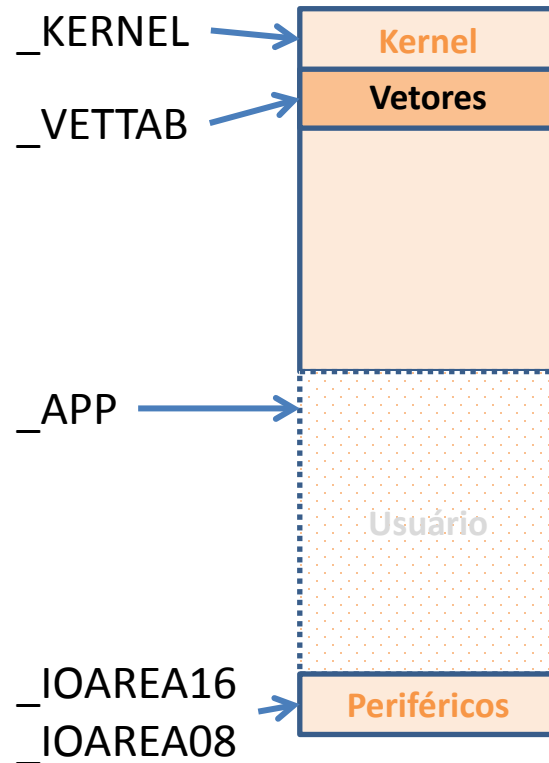 _KERNEL
Kernel
_VETTAB
Vetores
_APP
Usuário
_IOAREA16
_IOAREA08
Periféricos